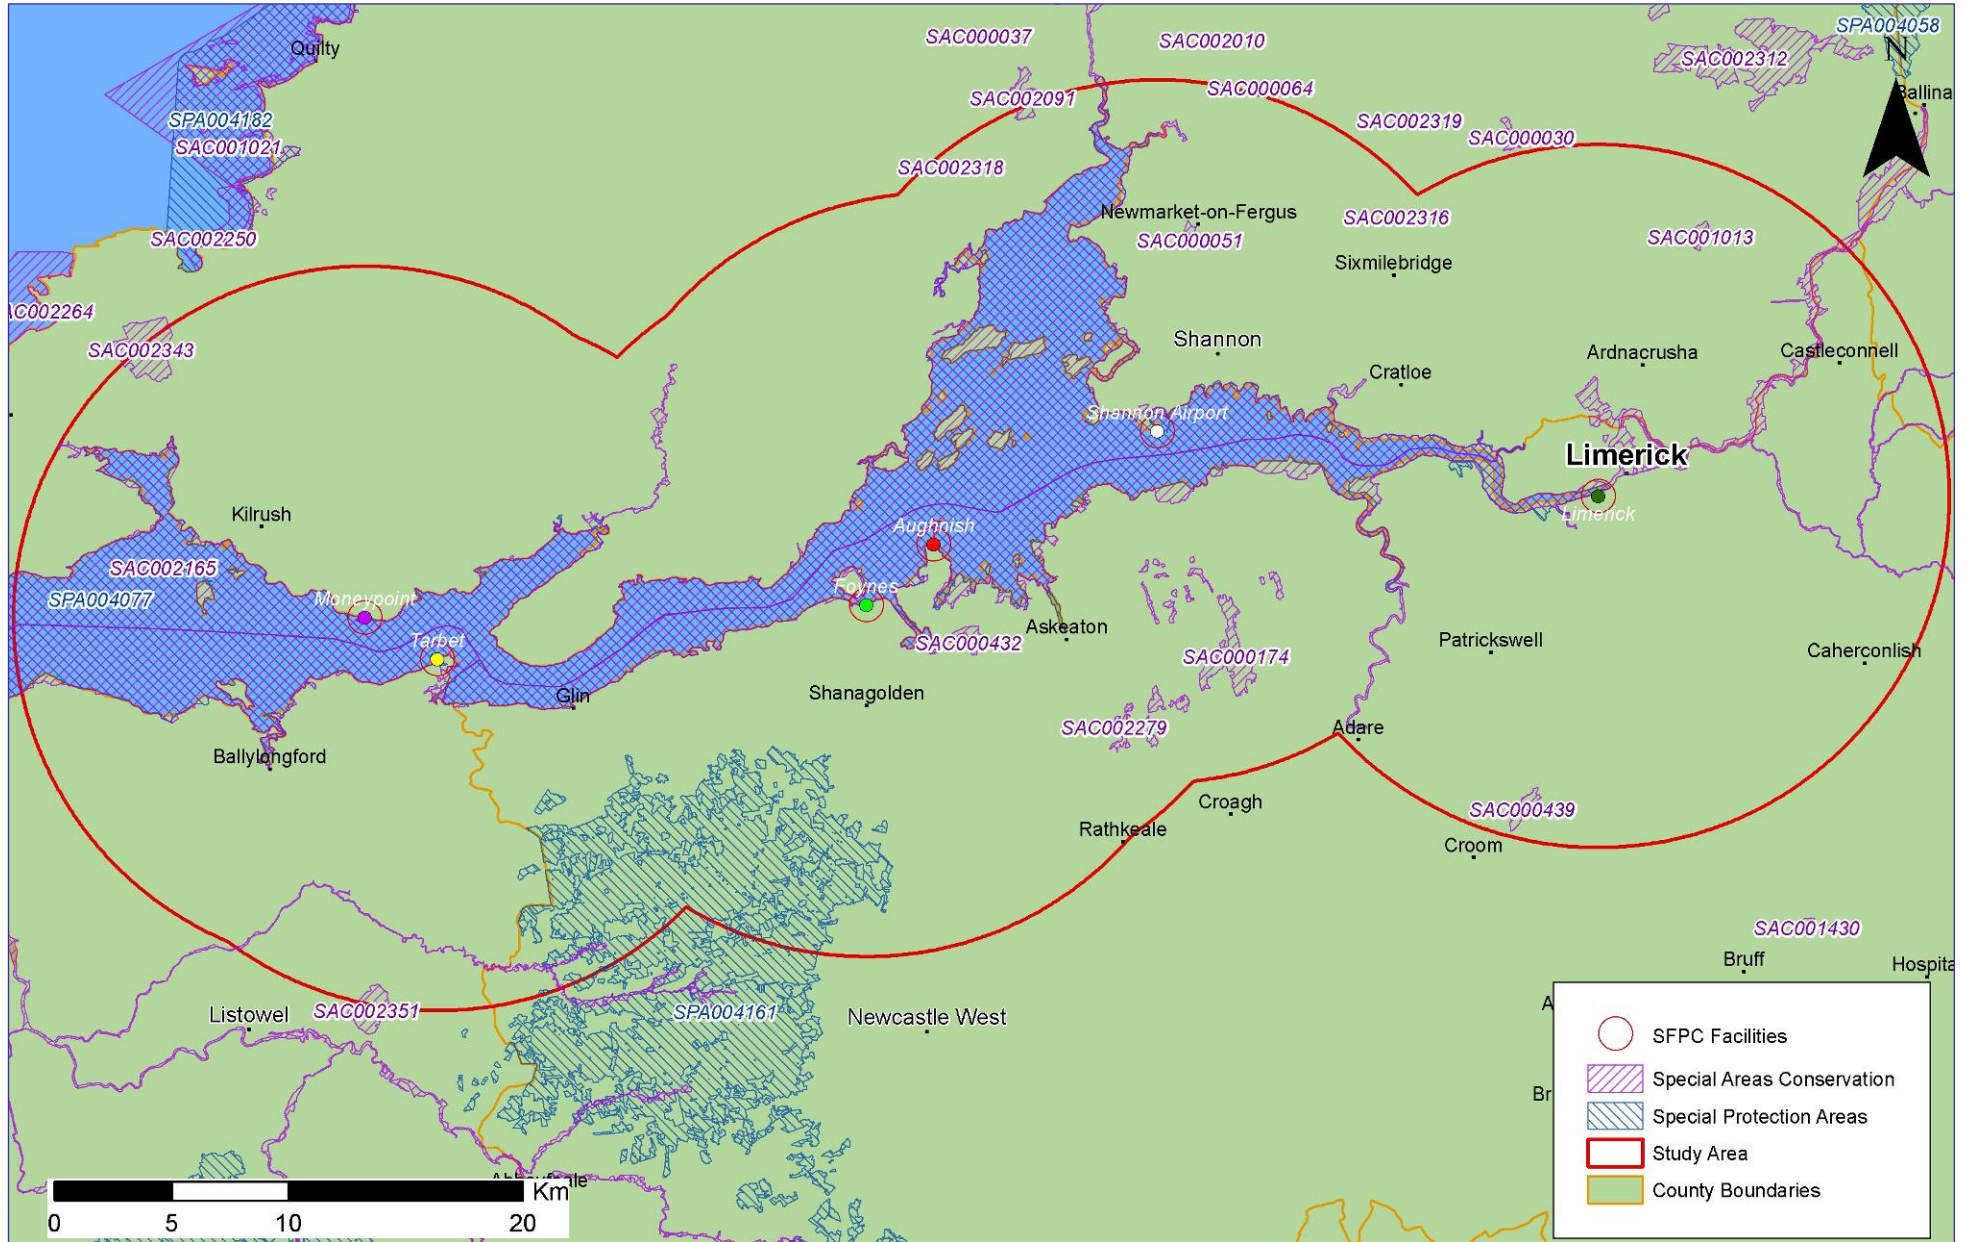 SPA004058
SAC000037
SAC002010
N
Quilty
SAC002312
SAC000064
SAC002091
Ballina
SPA004182
SAC002319
SAC000030
SAC001021
SAC002318
Newmarket-on-Fergus
SAC002316
SAC002250
SAC000051
SAC001013
Sixmilebridge
AC002264
Shannon
SAC002343
Ardnacrusha
Castleconnell
Cratloe
Shannon Airport
Limerick
Kilrush
Aughnish
Limerick
SAC002165
Foynes
SPA004077
Moneypoint
Askeaton
Tarbet
SAC000432
Patrickswell
SAC000174
Caherconlish
Glin
Shanagolden
SAC002279
Adare
Ballylongford
Croagh
SAC000439
Rathkeale
Croom
SAC001430
Bruff
Hospita
A
SAC002351
SPA004161
Listowel
Newcastle West
Br
SFPC Facilities
Special Areas Conservation
Special Protection Areas
Study Area
County Boundaries
Km
0 5 10 20